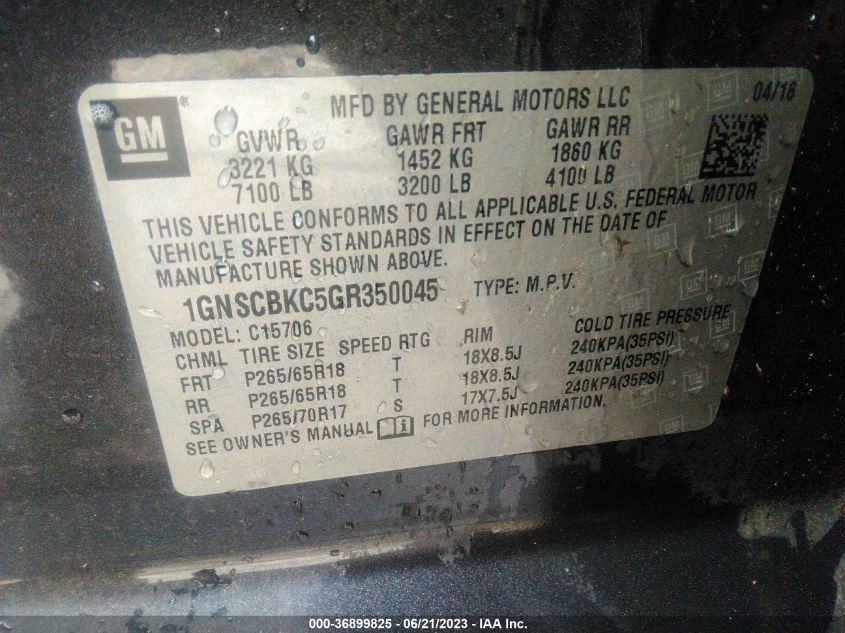 GM ®
MFD BY GENERAL MOTORS LLC 04/16
GVWR GAWR FRT GAWR RR
3221 KG 1452 KG 1860 KG
7100 LB 3200 LB 4100 LB
THIS VEHICLE CONFORMS TO ALL APPLICABLE U.S. FEDERAL MOTOR
VEHICLE SAFETY STANDARDS IN EFFECT ON THE DATE OF
MANUFACTURE SHOWN ABOVE.
1GNSCBKC5GR350045 TYPE: M.P.V.
MODEL: C15706
CHML TIRE SIZE SPEED RTG RIM COLD TIRE PRESSURE
FRT P265/65R18 T 18X8.5J 240KPA(35PSI)
RR P265/65R18 T 18X8.5J 240KPA(35PSI)
SPA P265/70R17 S 17X7.5J 240KPA(35PSI)
SEE OWNER'S MANUAL FOR MORE INFORMATION.
000-36899825 - 06/21/2023 - IAA Inc.